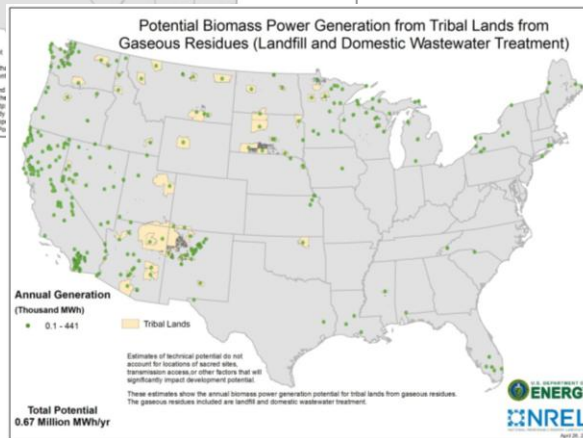 Potential Biomass Power Generation from Tribal Lands from
Gaseous Residues (Landfill and Domestic Wastewater Treatment)
Annual Generation
(Thousand MWh)
0.1 - 441
Tribal Lands
Estimates of technical potential do not
account for locations of sacred sites,
transmission access,or other factors that will
significantly impact development potential.
These estimates show the annual biomass power generation potential for tribal lands from gaseous residues.
The gaseous residues included are landfill and domestic wastewater treatment.
Total Potential
0.67 Million MWh/yr
U.S. DEPARTMENT
ENERG
NREL